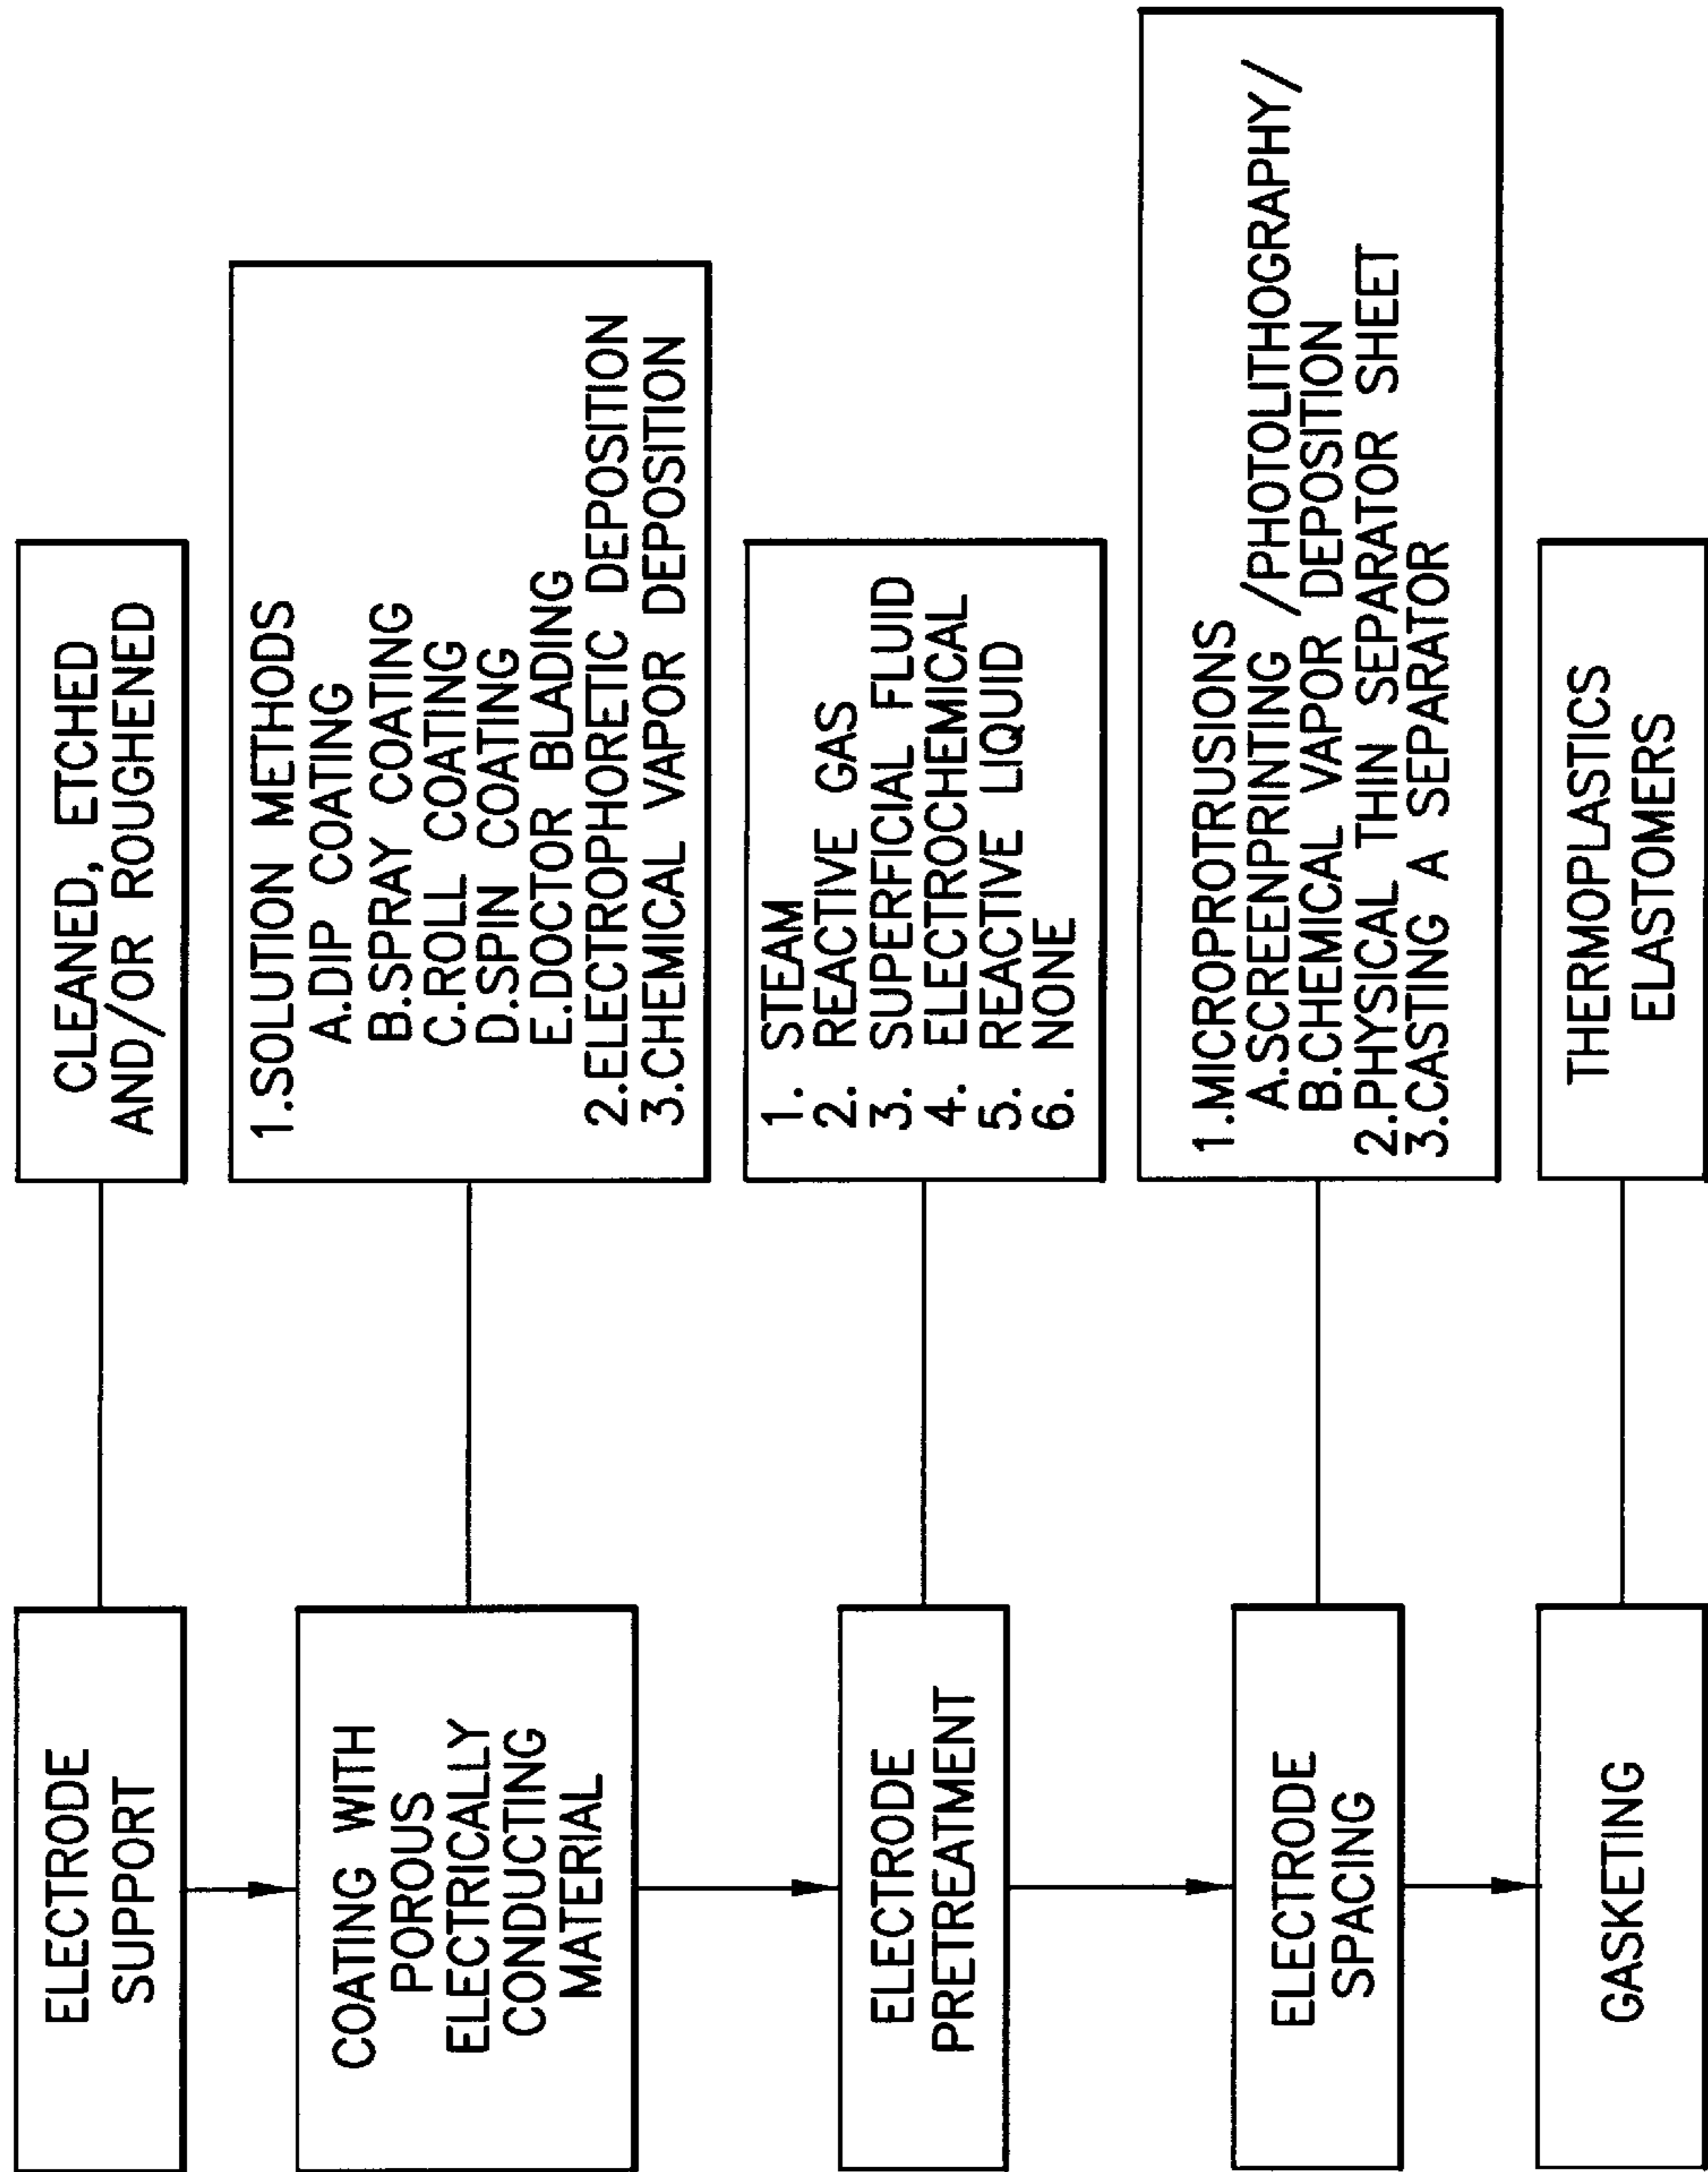 ELECTRODE
SUPPORT
CLEANED, ETCHED
AND/OR ROUGHENED
COATING WITH
POROUS
ELECTRICALLY
CONDUCTING
MATERIAL
1.SOLUTION METHODS
A.DIP COATING
B.SPRAY COATING
C.ROLL COATING
D.SPIN COATING
E.DOCTOR BLADING
2.ELECTROPHORETIC DEPOSITION
3.CHEMICAL VAPOR DEPOSITION
ELECTRODE
PRETREATMENT
1. STEAM
2. REACTIVE GAS
3. SUPERFICIAL FLUID
4. ELECTROCHEMICAL
5. REACTIVE LIQUID
6. NONE
ELECTRODE
SPACING
1.MICROPROTRUSIONS
A.SCREENPRINTING /PHOTOLITHOGRAPHY/
B.CHEMICAL VAPOR /DEPOSITION
2.PHYSICAL THIN SEPARATOR SHEET
3.CASTING A SEPARATOR
GASKETING
THERMOPLASTICS
ELASTOMERS